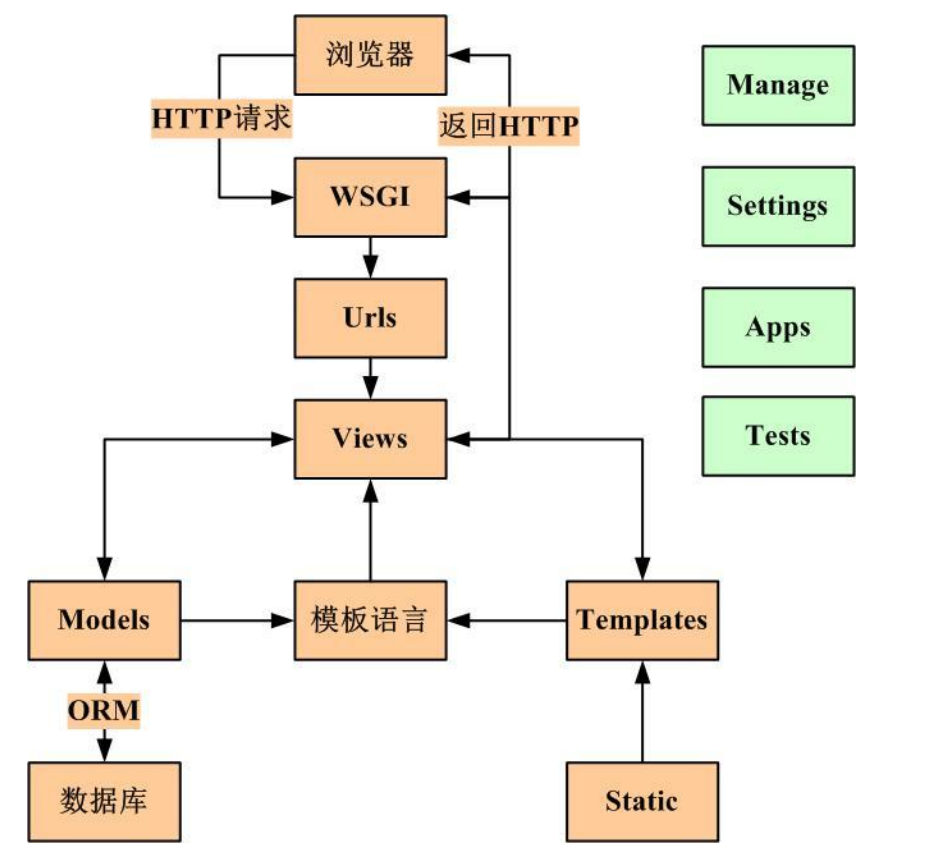 浏览器
Manage
HTTP请求
返回HTTP
WSGI
Settings
Urls
Apps
Views
Tests
Models
模板语言
Templates
ORM
数据库
Static